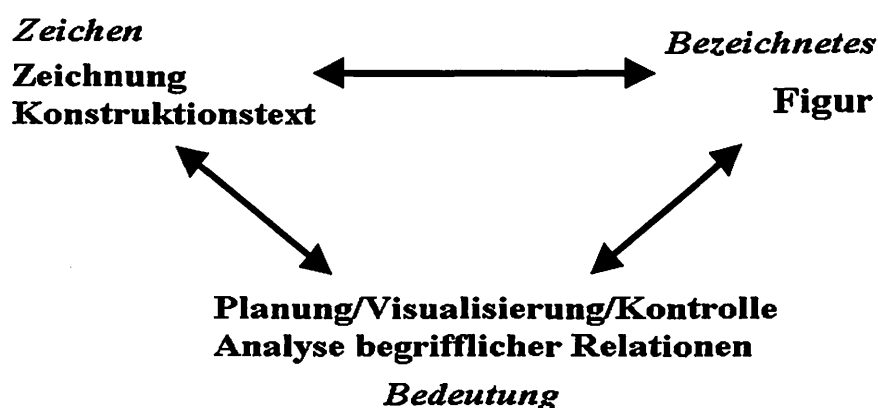 Zeichen
Zeichnung
Konstruktionstext
Bezeichnetes
Figur
Planung/Visualisierung/Kontrolle
Analyse begrifflicher Relationen
Bedeutung